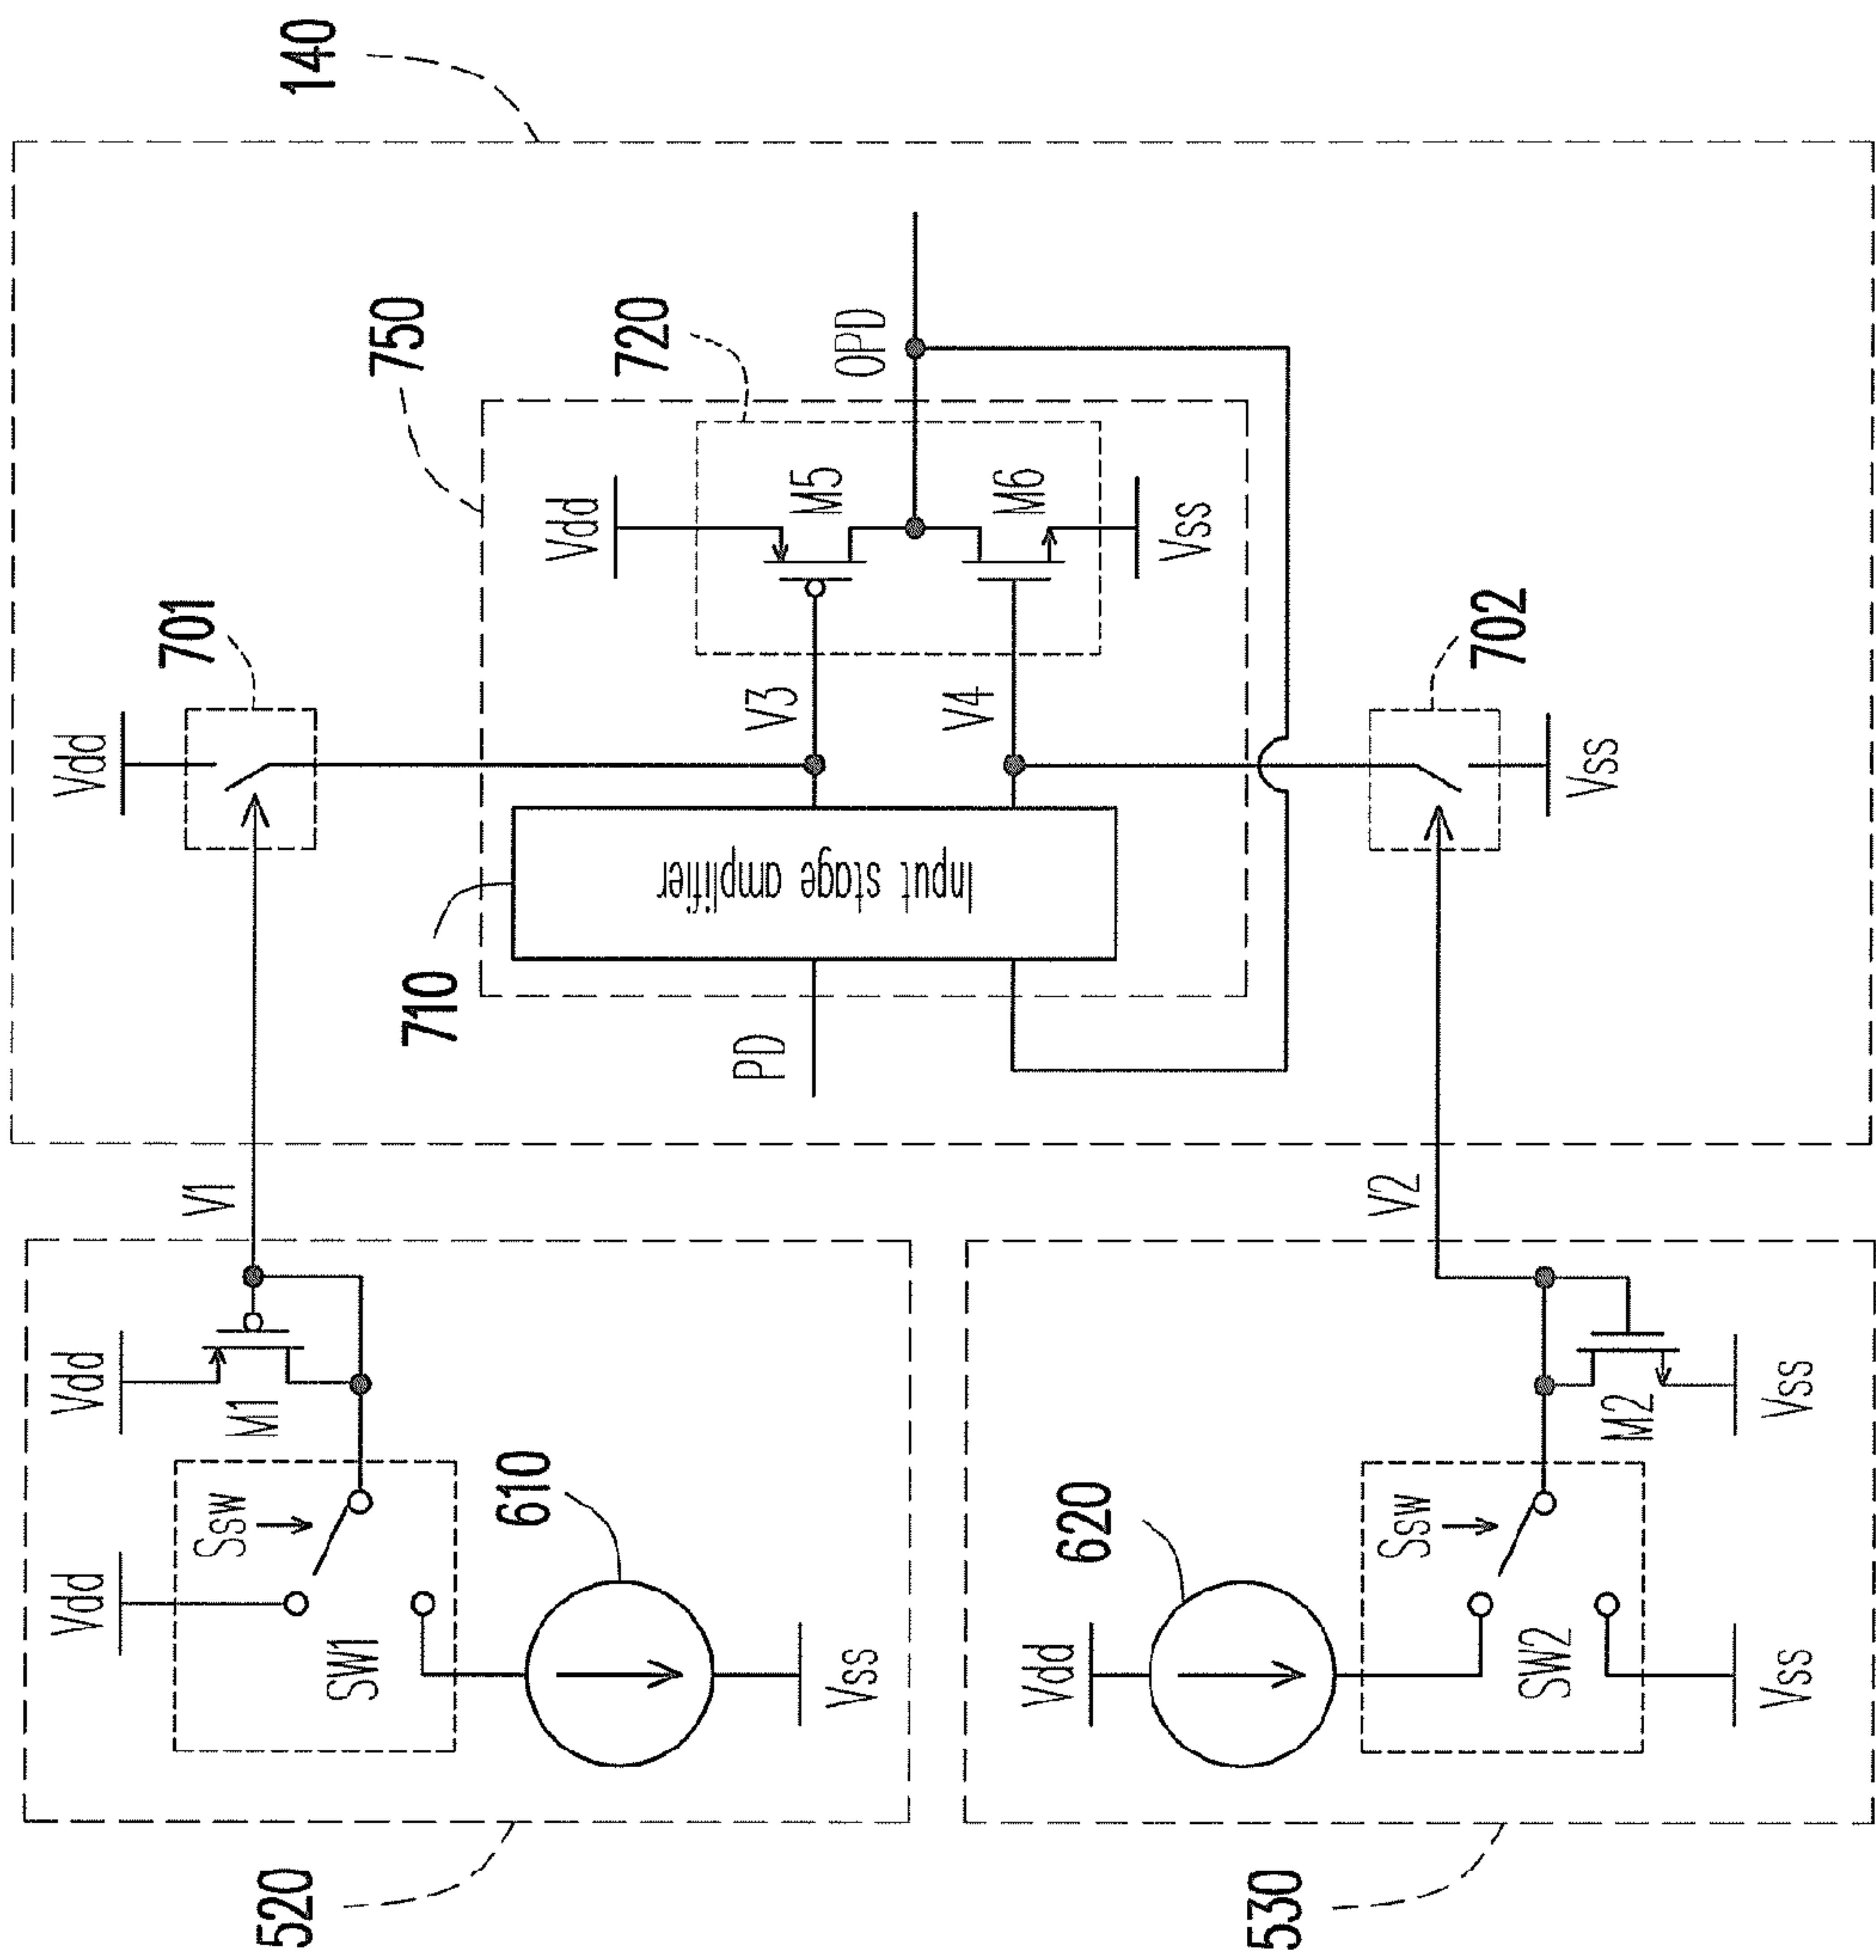 140
750
720
701
Vdd
Vdd
M5
OPD
V3
V4
M6
Vss
702
Vss
Input stage amplifier
710
PD
V1
V2
Vdd
M1
Vdd
Ssw
SW1
610
Vss
520
Vdd
620
Ssw
SW2
M2
Vss
Vss
530